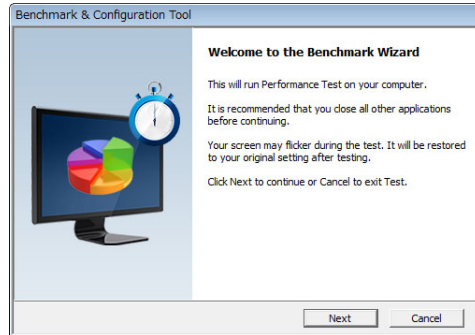 Benchmark & Configuration Tool
Welcome to the Benchmark Wizard
This will run Performance Test on your computer.
It is recommended that you close all other applications
before continuing.
Your screen may flicker during the test. It will be restored
to your original setting after testing.
Click Next to continue or Cancel to exit Test.
Next
Cancel